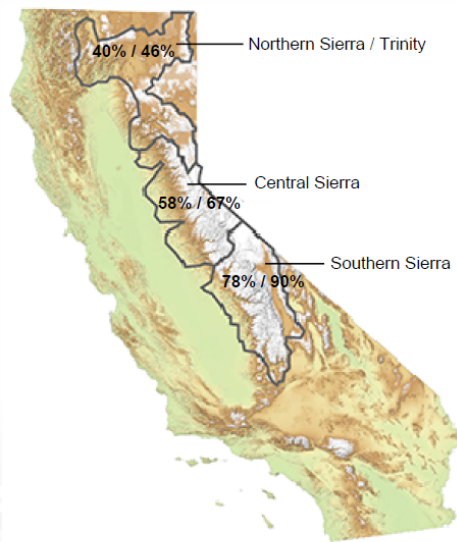 40% / 46%
Northern Sierra / Trinity
Central Sierra
58% / 67%
Southern Sierra
78% / 90%